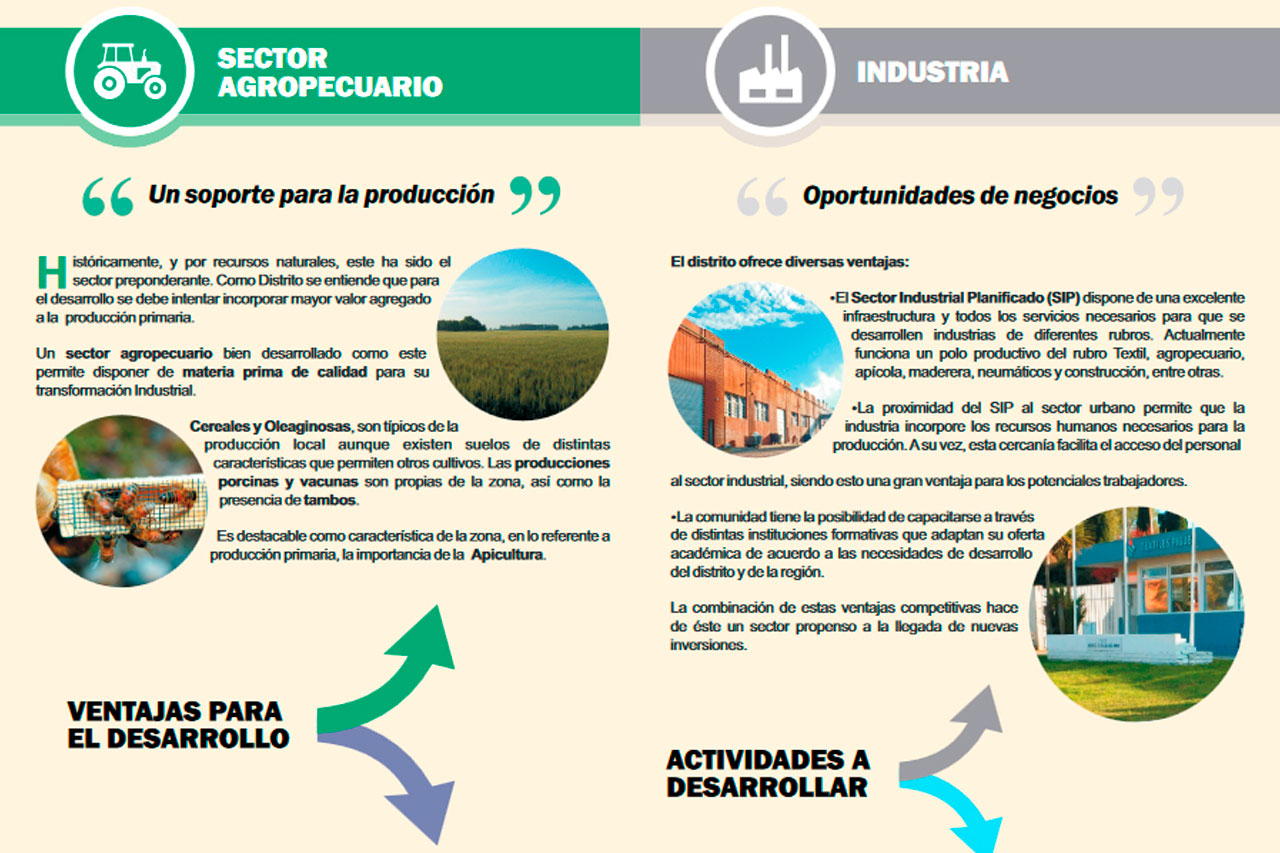 SECTOR
AGROPECUARIO
“ Un soporte para la producción ”
Históricamente, y por recursos naturales, este ha sido el
sector preponderante. Como Distrito se entiende que para
el desarrollo se debe intentar incorporar mayor valor agregado
a la producción primaria.
Un sector agropecuario bien desarrollado como este
permite disponer de materia prima de calidad para su
transformación Industrial.
Cereales y Oleaginosas, son típicos de la
producción local aunque existen suelos de distintas
características que permiten otros cultivos. Las producciones
porcinas y vacunas son propias de la zona, así como la
presencia de tambos.
Es destacable como característica de la zona, en lo referente a
producción primaria, la importancia de la Apicultura.
VENTAJAS PARA
EL DESARROLLO
INDUSTRIA
“ Oportunidades de negocios ”
El distrito ofrece diversas ventajas:
•El Sector Industrial Planificado (SIP) dispone de una excelente
infraestructura y todos los servicios necesarios para que se
desarrollen industrias de diferentes rubros. Actualmente
funciona un polo productivo del rubro Textil, agropecuario,
apícola, maderera, neumáticos y construcción, entre otras.
•La proximidad del SIP al sector urbano permite que la
industria incorpore los recursos humanos necesarios para la
producción. A su vez, esta cercanía facilita el acceso del personal
al sector industrial, siendo esto una gran ventaja para los potenciales trabajadores.
•La comunidad tiene la posibilidad de capacitarse a través
de distintas instituciones formativas que adaptan su oferta
académica de acuerdo a las necesidades de desarrollo
del distrito y de la región.
La combinación de estas ventajas competitivas hace
de éste un sector propenso a la llegada de nuevas
inversiones.
ACTIVIDADES A
DESARROLLAR